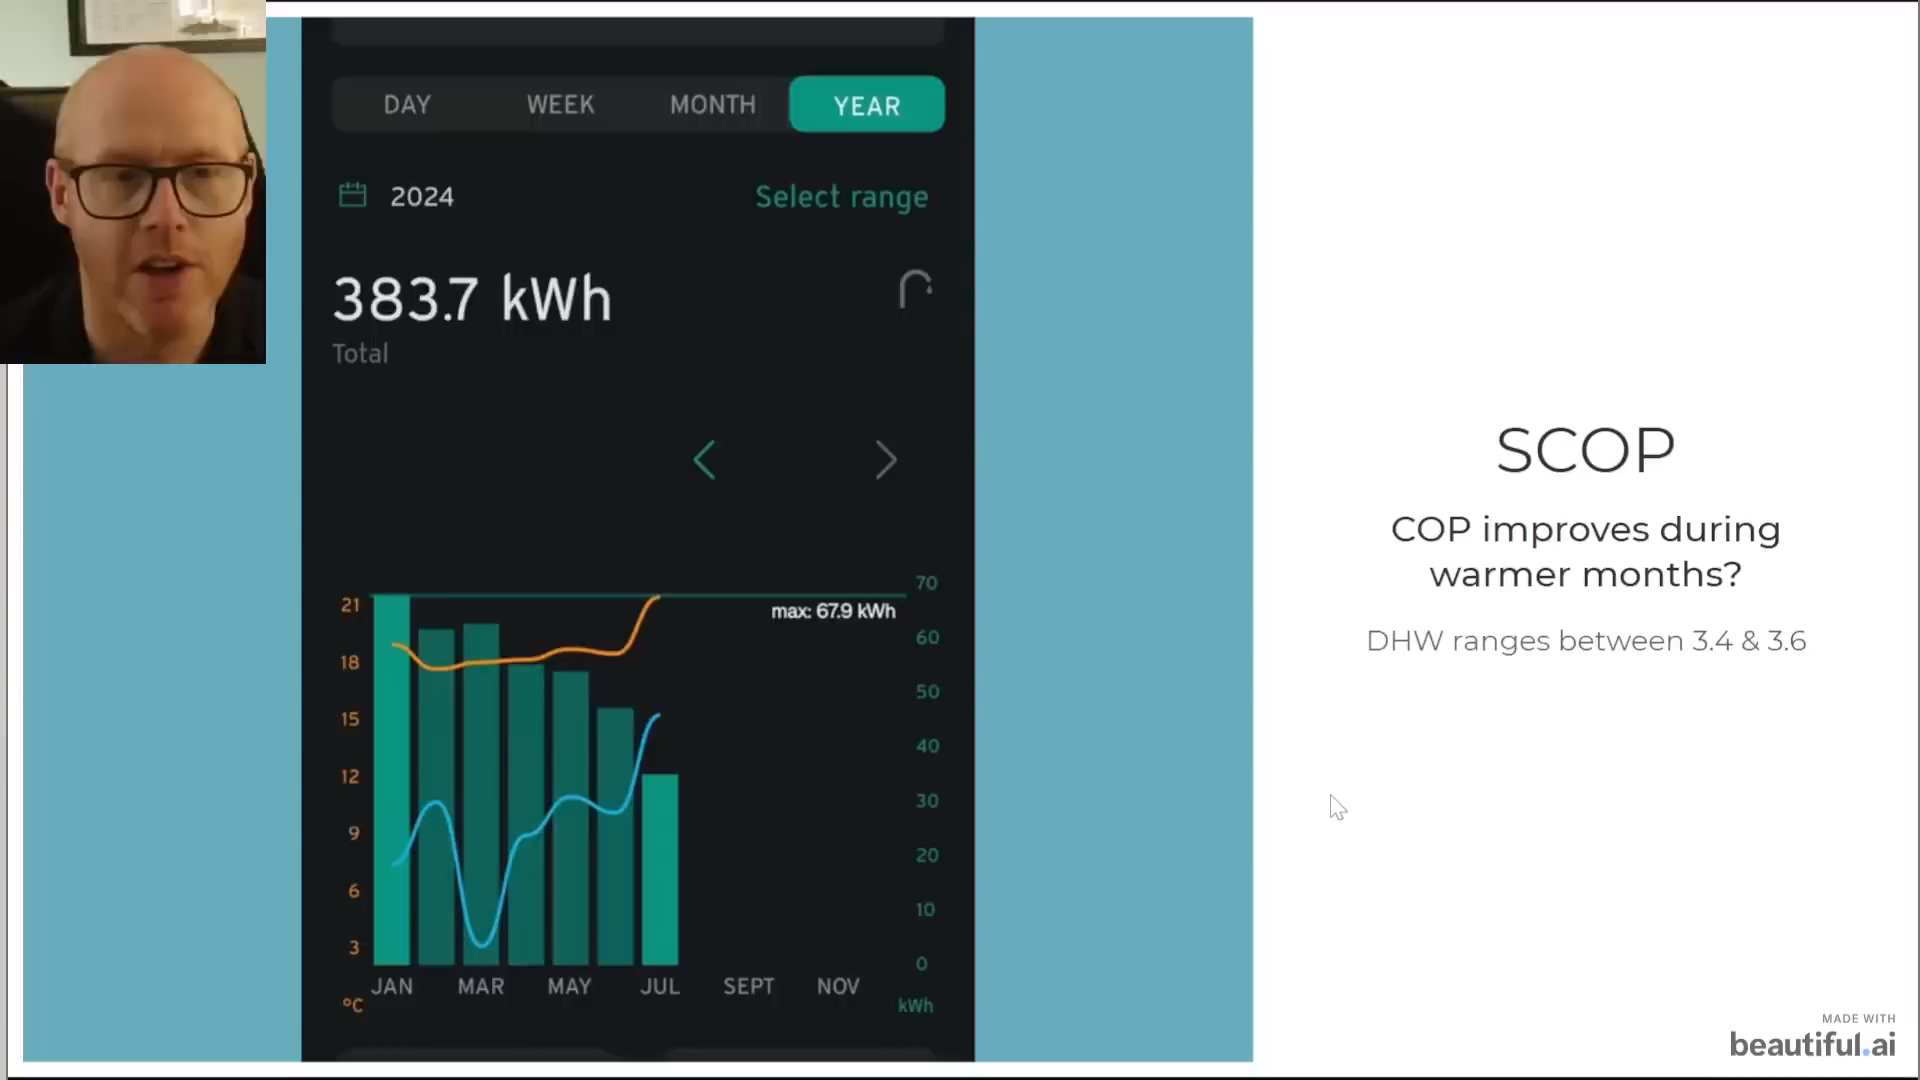 DAY WEEK MONTH YEAR
2024 Select range
383.7 kWh
Total
21
18
15
12
9
6
3
°C
max: 67.9 kWh
70
60
50
40
30
20
10
0
kWh
JAN MAR MAY JUL SEPT NOV
SCOP
COP improves during
warmer months?
DHW ranges between 3.4 & 3.6
MADE WITH
beautiful.ai